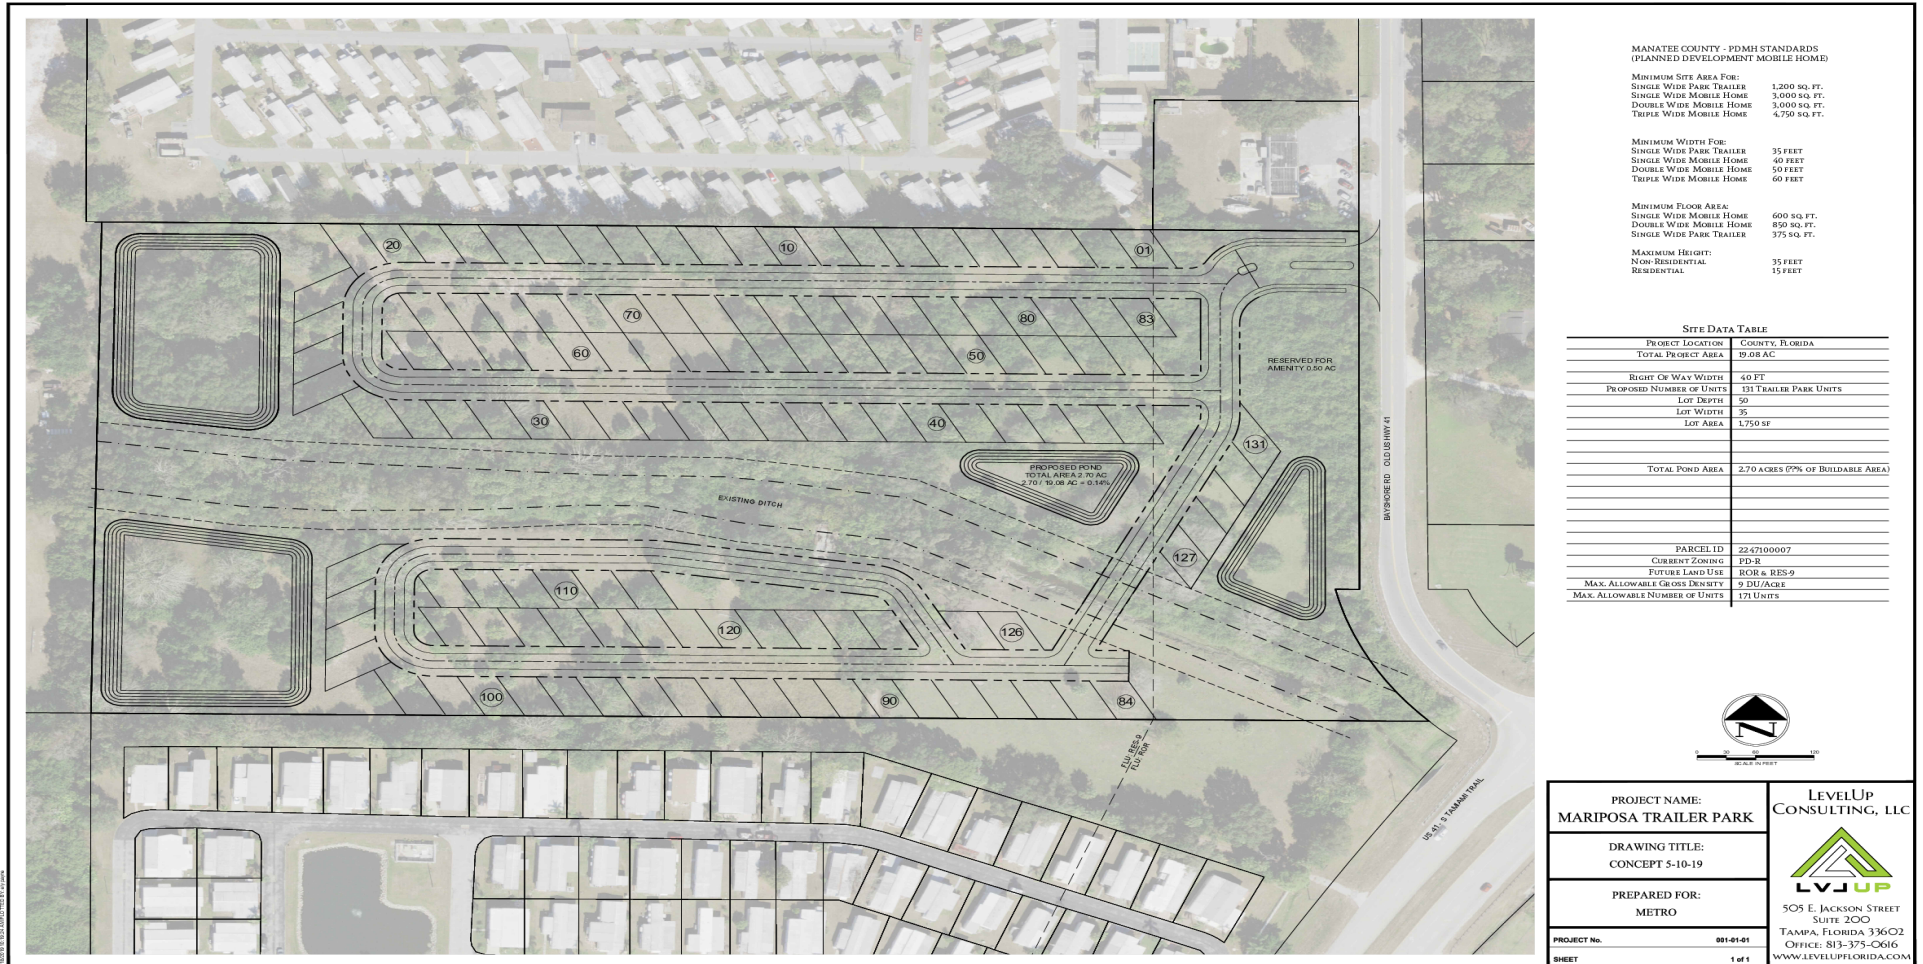 MANATEE COUNTY - PDMH STANDARDS
(PLANNED DEVELOPMENT MOBILE HOME)
MINIMUM SITE AREA FOR:
SINGLE WIDE PARK TRAILER 1,200 SQ. FT.
SINGLE WIDE MOBILE HOME 3,000 SQ. FT.
DOUBLE WIDE MOBILE HOME 3,000 SQ. FT.
TRIPLE WIDE MOBILE HOME 4,750 SQ. FT.
MINIMUM WIDTH FOR:
SINGLE WIDE PARK TRAILER 35 FEET
SINGLE WIDE MOBILE HOME 40 FEET
DOUBLE WIDE MOBILE HOME 50 FEET
TRIPLE WIDE MOBILE HOME 60 FEET
MINIMUM FLOOR AREA:
SINGLE WIDE MOBILE HOME 600 SQ. FT.
DOUBLE WIDE MOBILE HOME 850 SQ. FT.
SINGLE WIDE PARK TRAILER 375 SQ. FT.
MAXIMUM HEIGHT:
NON-RESIDENTIAL 35 FEET
RESIDENTIAL 15 FEET
20
10
01
70
80
83
60
50
RESERVED FOR
AMENITY 0.50 AC
30
40
131
PROPOSED POND
TOTAL AREA 2.70 AC
2.70 / 19.08 AC = 0.14%
EXISTING DITCH
BAYSHORE RD OLD US HWY 41
127
110
120
126
100
90
84
FLU: RES-9
FLU: ROR
US 41 - S TAMIAMI TRAIL
SITE DATA TABLE
PROJECT LOCATION COUNTY, FLORIDA
TOTAL PROJECT AREA 19.08 AC
RIGHT OF WAY WIDTH 40 FT
PROPOSED NUMBER OF UNITS 131 TRAILER PARK UNITS
LOT DEPTH 50
LOT WIDTH 35
LOT AREA 1,750 SF
TOTAL POND AREA 2.70 ACRES (??% OF BUILDABLE AREA)
PARCEL ID 2247100007
CURRENT ZONING PD-R
FUTURE LAND USE ROR & RES-9
MAX. ALLOWABLE GROSS DENSITY 9 DU/ACRE
MAX. ALLOWABLE NUMBER OF UNITS 171 UNITS
N
0 30 60 120
SCALE IN FEET
PROJECT NAME:
MARIPOSA TRAILER PARK
DRAWING TITLE:
CONCEPT 5-10-19
PREPARED FOR:
METRO
PROJECT No. 001-01-01
SHEET 1 of 1
LEVELUP
CONSULTING, LLC
LVLUP
505 E. JACKSON STREET
SUITE 200
TAMPA, FLORIDA 33602
OFFICE: 813-375-0616
WWW.LEVELUPFLORIDA.COM